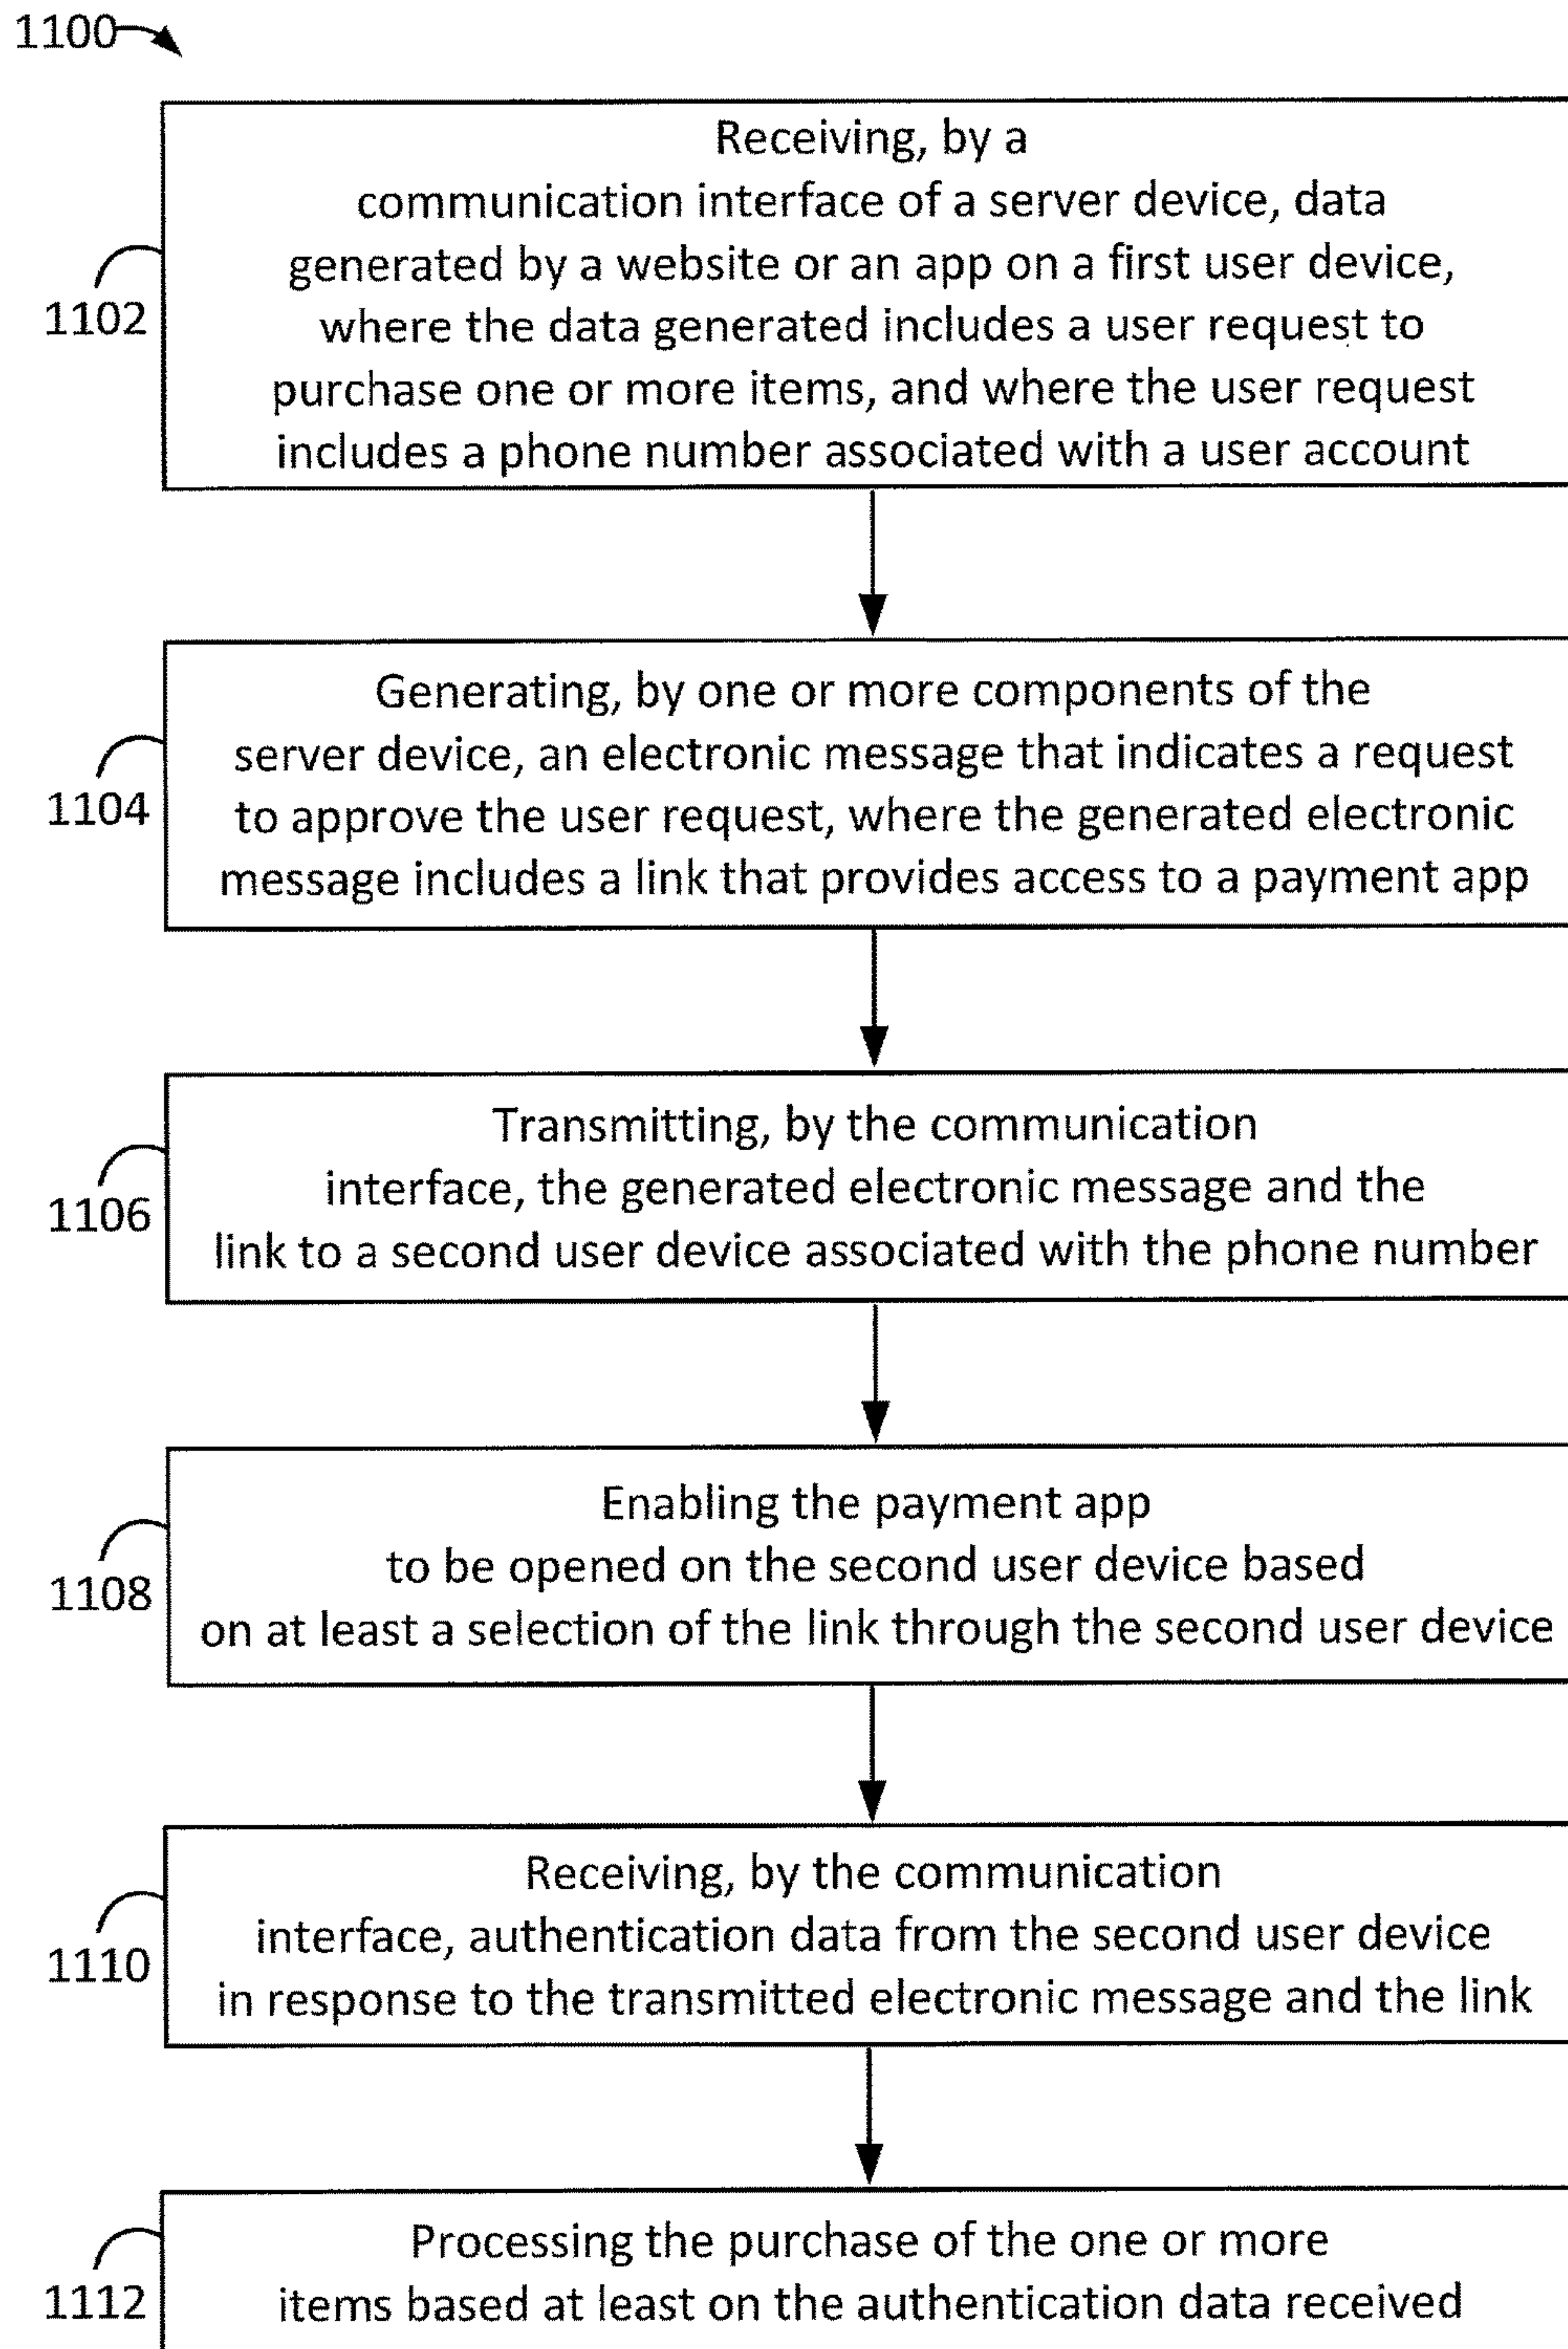 1100
Receiving, by a
communication interface of a server device, data
generated by a website or an app on a first user device,
where the data generated includes a user request to
purchase one or more items, and where the user request
includes a phone number associated with a user account
1102
Generating, by one or more components of the
server device, an electronic message that indicates a request
to approve the user request, where the generated electronic
message includes a link that provides access to a payment app
1104
Transmitting, by the communication
interface, the generated electronic message and the
link to a second user device associated with the phone number
1106
Enabling the payment app
to be opened on the second user device based
on at least a selection of the link through the second user device
1108
Receiving, by the communication
interface, authentication data from the second user device
in response to the transmitted electronic message and the link
1110
Processing the purchase of the one or more
items based at least on the authentication data received
1112